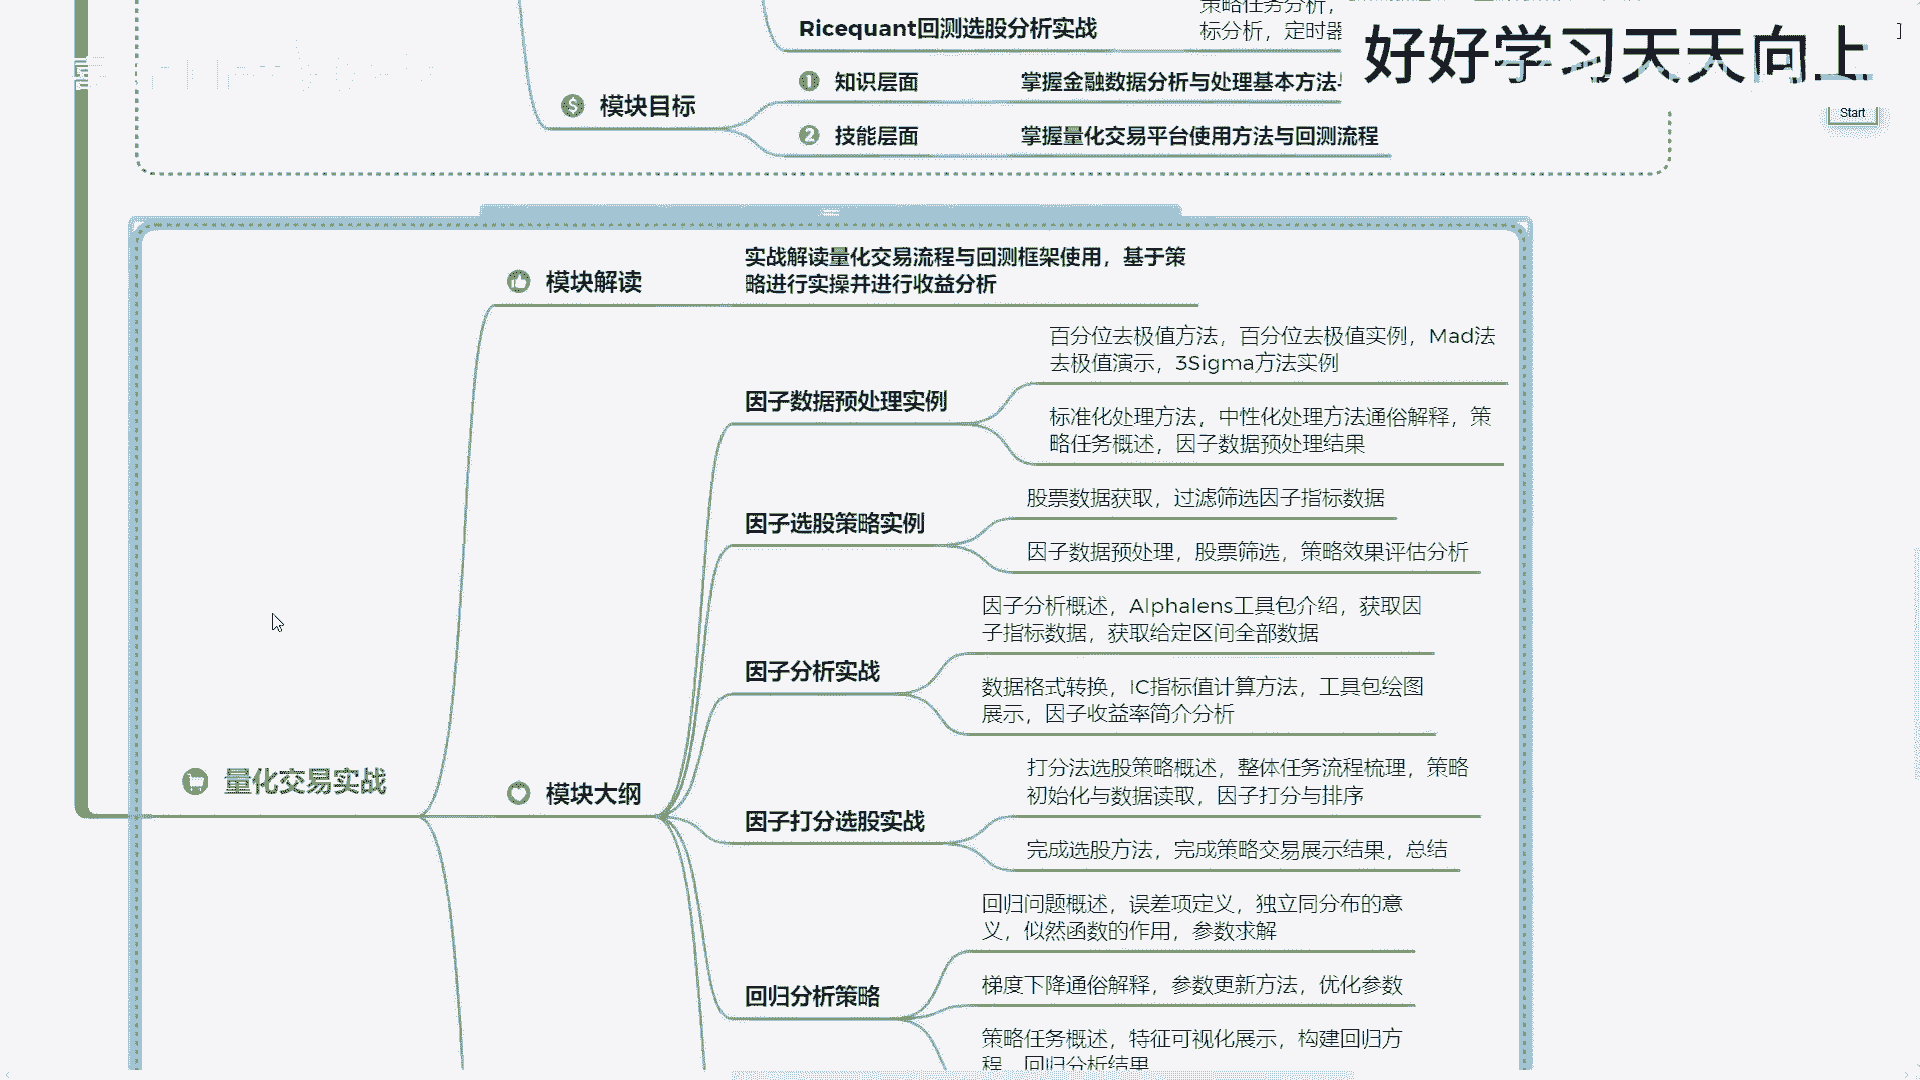 策略任务分析，
Ricequant回测选股分析实战
标分析，定时器
好好学习天天向上
Start
模块目标
1 知识层面
掌握金融数据分析与处理基本方法
2 技能层面
掌握量化交易平台使用方法与回测流程
模块解读
实战解读量化交易流程与回测框架使用，基于策
略进行实操并进行收益分析
量化交易实战
模块大纲
因子数据预处理实例
百分位去极值方法，百分位去极值实例，Mad法
去极值演示，3Sigma方法实例
标准化处理方法，中性化处理方法通俗解释，策
略任务概述，因子数据预处理结果
因子选股策略实例
股票数据获取，过滤筛选因子指标数据
因子数据预处理，股票筛选，策略效果评估分析
因子分析实战
因子分析概述，Alphalens工具包介绍，获取因
子指标数据，获取给定区间全部数据
数据格式转换，IC指标值计算方法，工具包绘图
展示，因子收益率简介分析
因子打分选股实战
打分法选股策略概述，整体任务流程梳理，策略
初始化与数据读取，因子打分与排序
完成选股方法，完成策略交易展示结果，总结
回归分析策略
回归问题概述，误差项定义，独立同分布的意
义，似然函数的作用，参数求解
梯度下降通俗解释，参数更新方法，优化参数
策略任务概述，特征可视化展示，构建回归方
程，回归分析结果